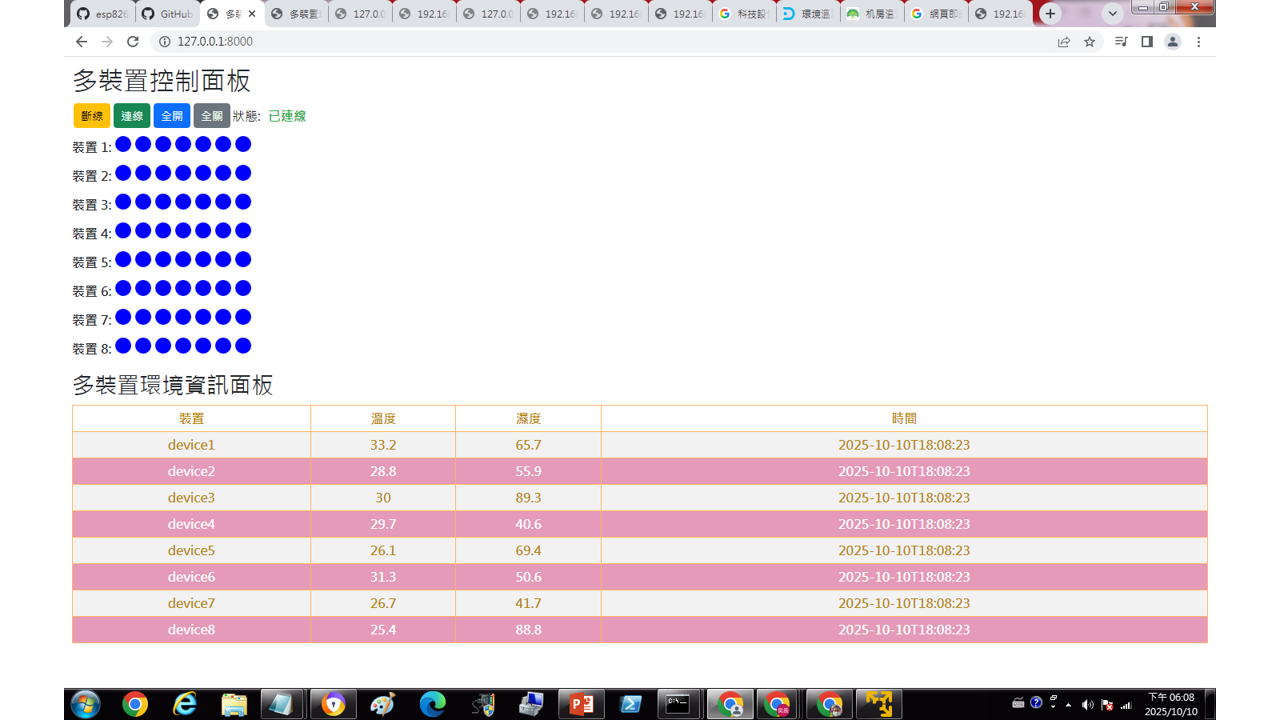 esp826
GitHub
多裝
多裝置
127.0.0
192.16
127.0.0
192.16
192.16
192.16
科技設
環境溫
机房温
網頁即
192.16
127.0.0.1:8000
多裝置控制面板
斷線 連線 全開 全關 狀態: 已連線
裝置 1:
裝置 2:
裝置 3:
裝置 4:
裝置 5:
裝置 6:
裝置 7:
裝置 8:
多裝置環境資訊面板
裝置 溫度 濕度 時間
device1 33.2 65.7 2025-10-10T18:08:23
device2 28.8 55.9 2025-10-10T18:08:23
device3 30 89.3 2025-10-10T18:08:23
device4 29.7 40.6 2025-10-10T18:08:23
device5 26.1 69.4 2025-10-10T18:08:23
device6 31.3 50.6 2025-10-10T18:08:23
device7 26.7 41.7 2025-10-10T18:08:23
device8 25.4 88.8 2025-10-10T18:08:23
下午 06:08
2025/10/10